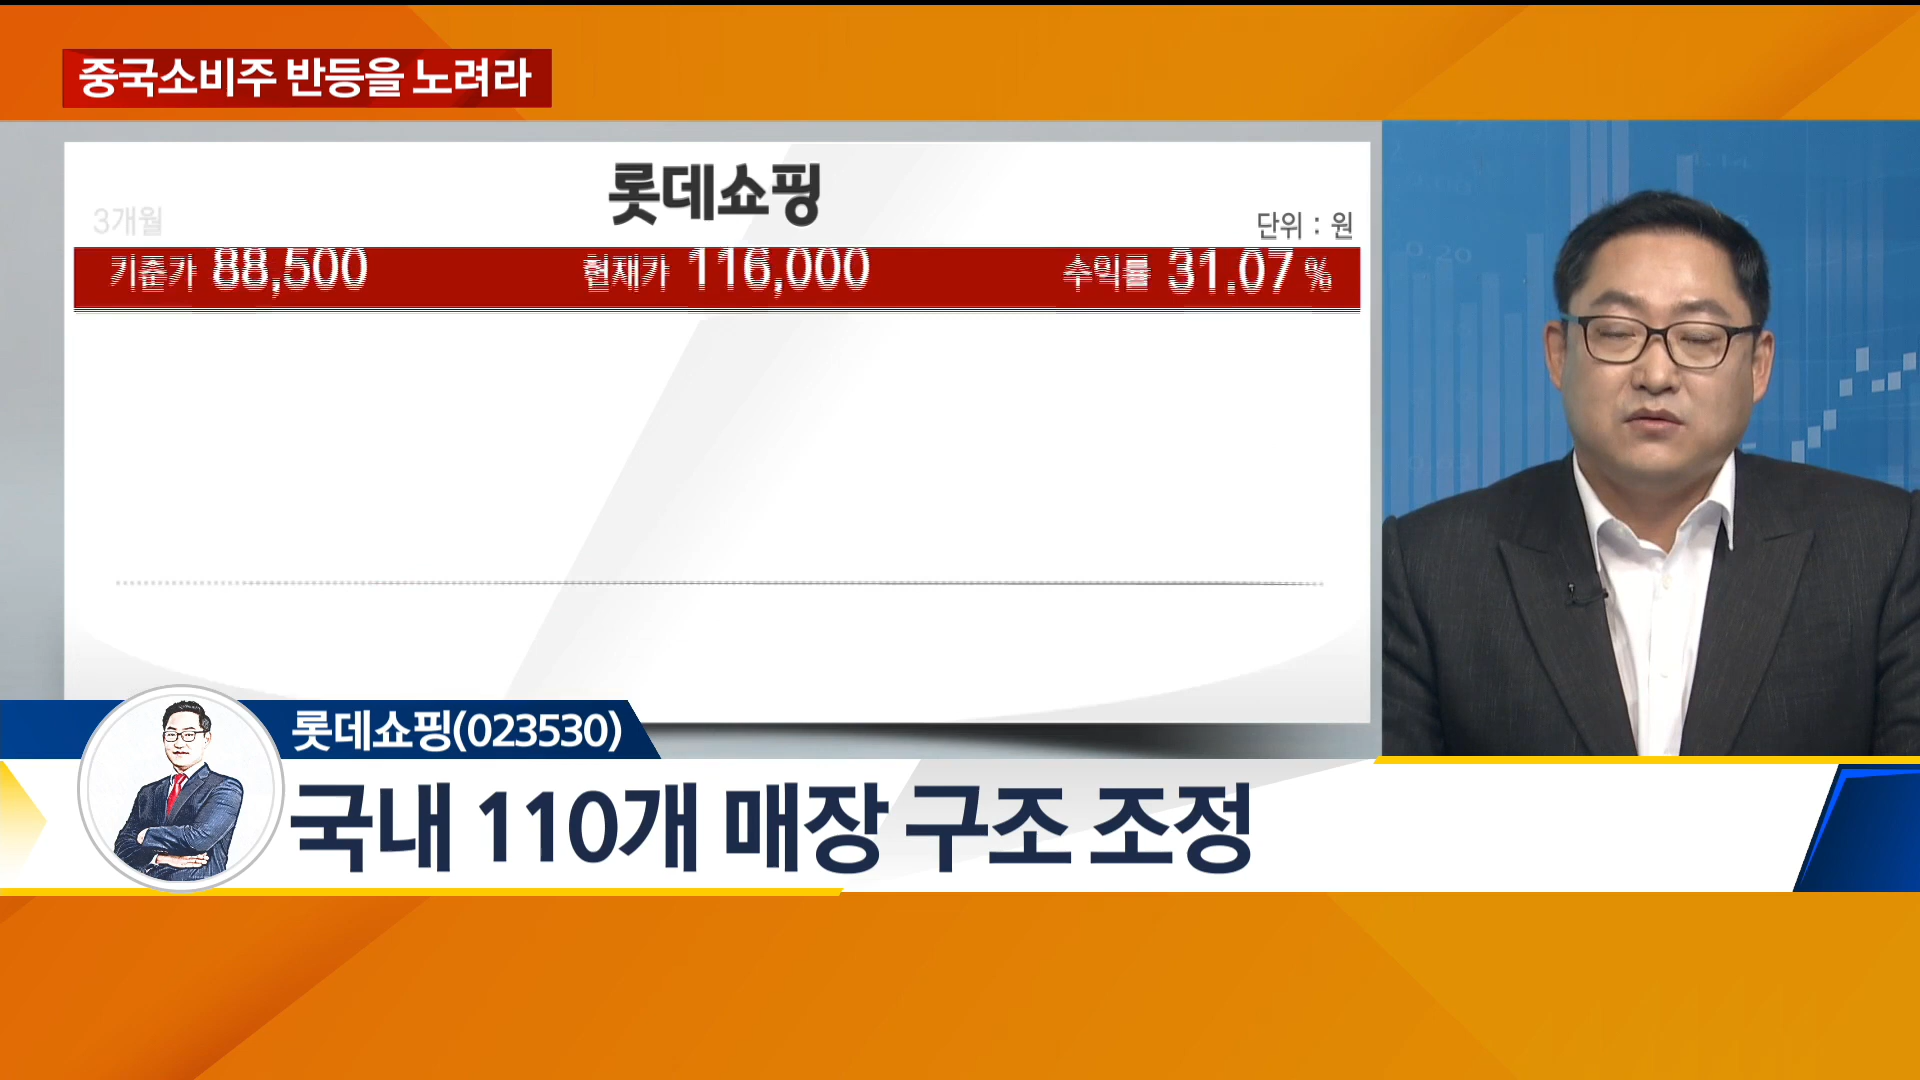 중국소비주 반등을 노려라
롯데쇼핑
3개월
단위 : 원
기준가 88,500 현재가 116,000 수익률 31.07 %
롯데쇼핑(023530)
국내 110개 매장 구조 조정